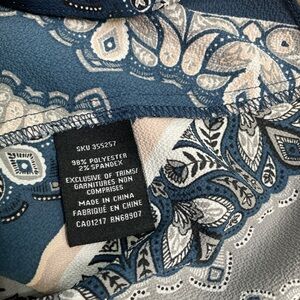 SKU 355257
98% POLYESTER
2% SPANDEX
EXCLUSIVE OF TRIMS/
GARNITURES NON
COMPRISES
MADE IN CHINA
FABRIQUÉ EN CHINE
CA01217 RN68907